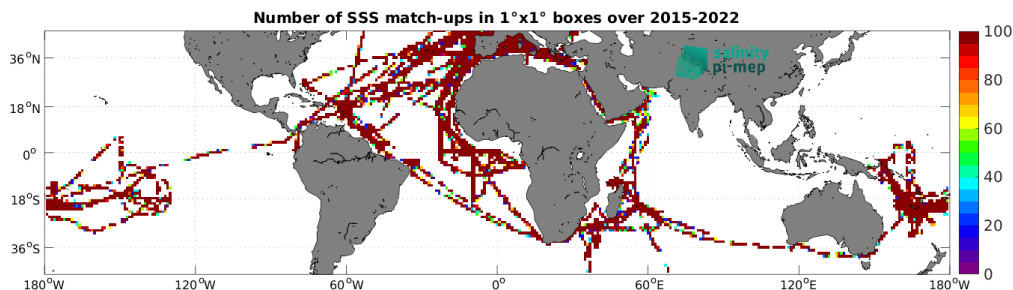 Number of SSS match-ups in 1°x1° boxes over 2015-2022
salinity
pi-mep
36°N
18°N
0°
18°S
36°S
180°W 120°W 60°W 0° 60°E 120°E 180°W
100
80
60
40
20
0